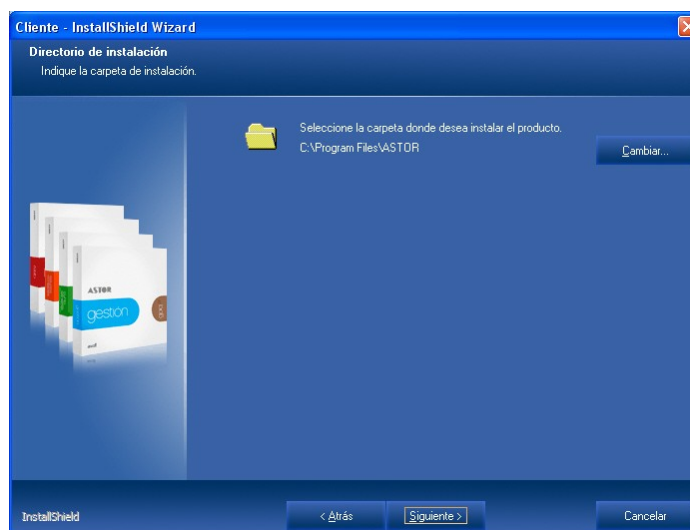 Cliente - InstallShield Wizard
Directorio de instalación
Indique la carpeta de instalación.
Seleccione la carpeta donde desea instalar el producto.
C:\Program Files\ASTOR
Cambiar...
ASTOR
gestión
InstallShield
< Atrás
Siguiente >
Cancelar